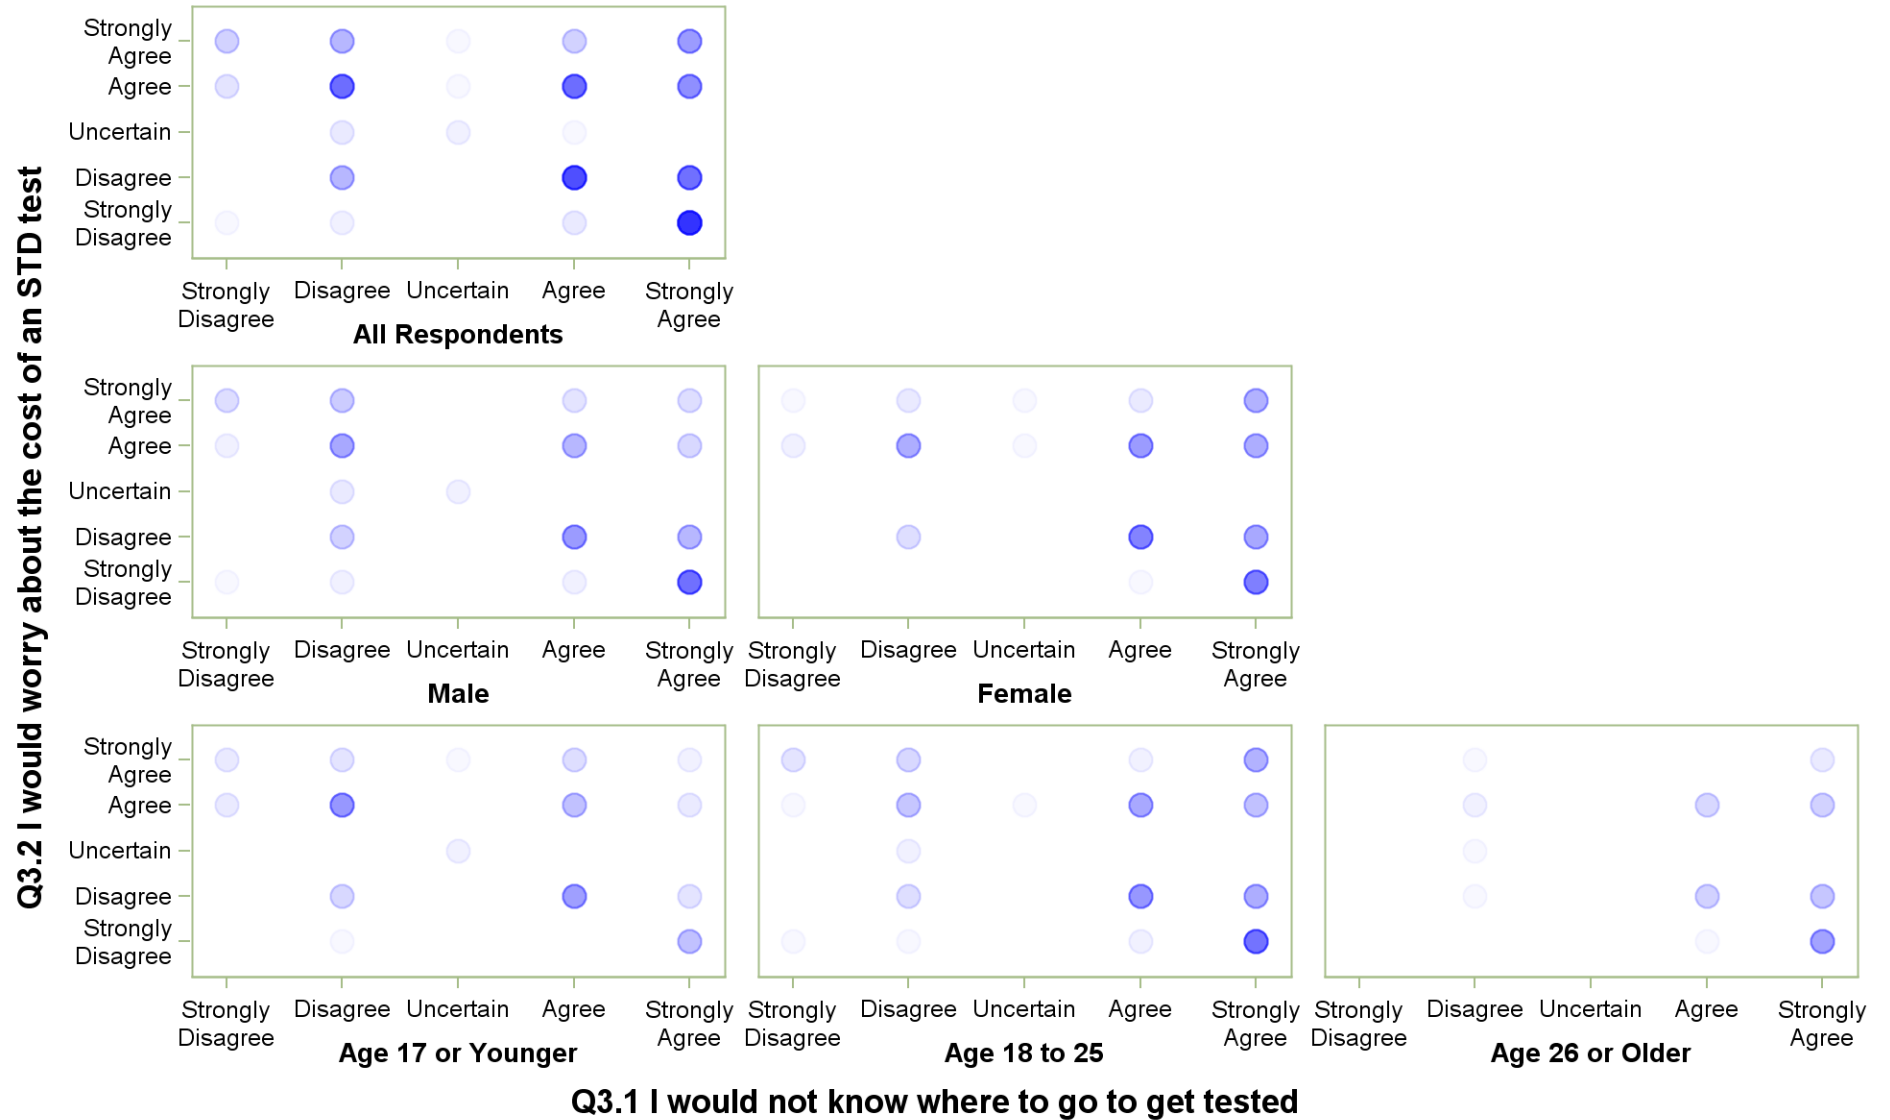 Q3.2 I would worry about the cost of an STD test
Strongly
Agree
Agree
Uncertain
Disagree
Strongly
Disagree
Strongly
Disagree
Disagree
Uncertain
Agree
Strongly
Agree
All Respondents
Strongly
Agree
Agree
Uncertain
Disagree
Strongly
Disagree
Strongly
Disagree
Disagree
Uncertain
Agree
Strongly
Agree
Male
Strongly
Disagree
Disagree
Uncertain
Agree
Strongly
Agree
Female
Strongly
Agree
Agree
Uncertain
Disagree
Strongly
Disagree
Strongly
Disagree
Disagree
Uncertain
Agree
Strongly
Agree
Age 17 or Younger
Strongly
Disagree
Disagree
Uncertain
Agree
Strongly
Agree
Age 18 to 25
Strongly
Disagree
Disagree
Uncertain
Agree
Strongly
Agree
Age 26 or Older
Q3.1 I would not know where to go to get tested